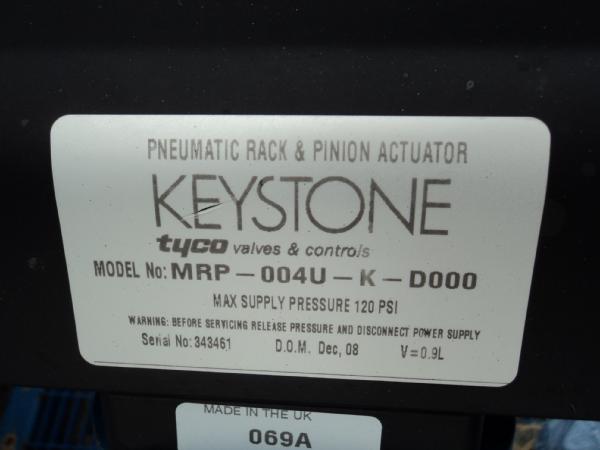 PNEUMATIC RACK & PINION ACTUATOR
KEYSTONE
tyco valves & controls
MODEL No: MRP-004U-K-D000
MAX SUPPLY PRESSURE 120 PSI
WARNING: BEFORE SERVICING RELEASE PRESSURE AND DISCONNECT POWER SUPPLY
Serial No: 343461 D.O.M. Dec, 08 V=0.9L
MADE IN THE UK
069A